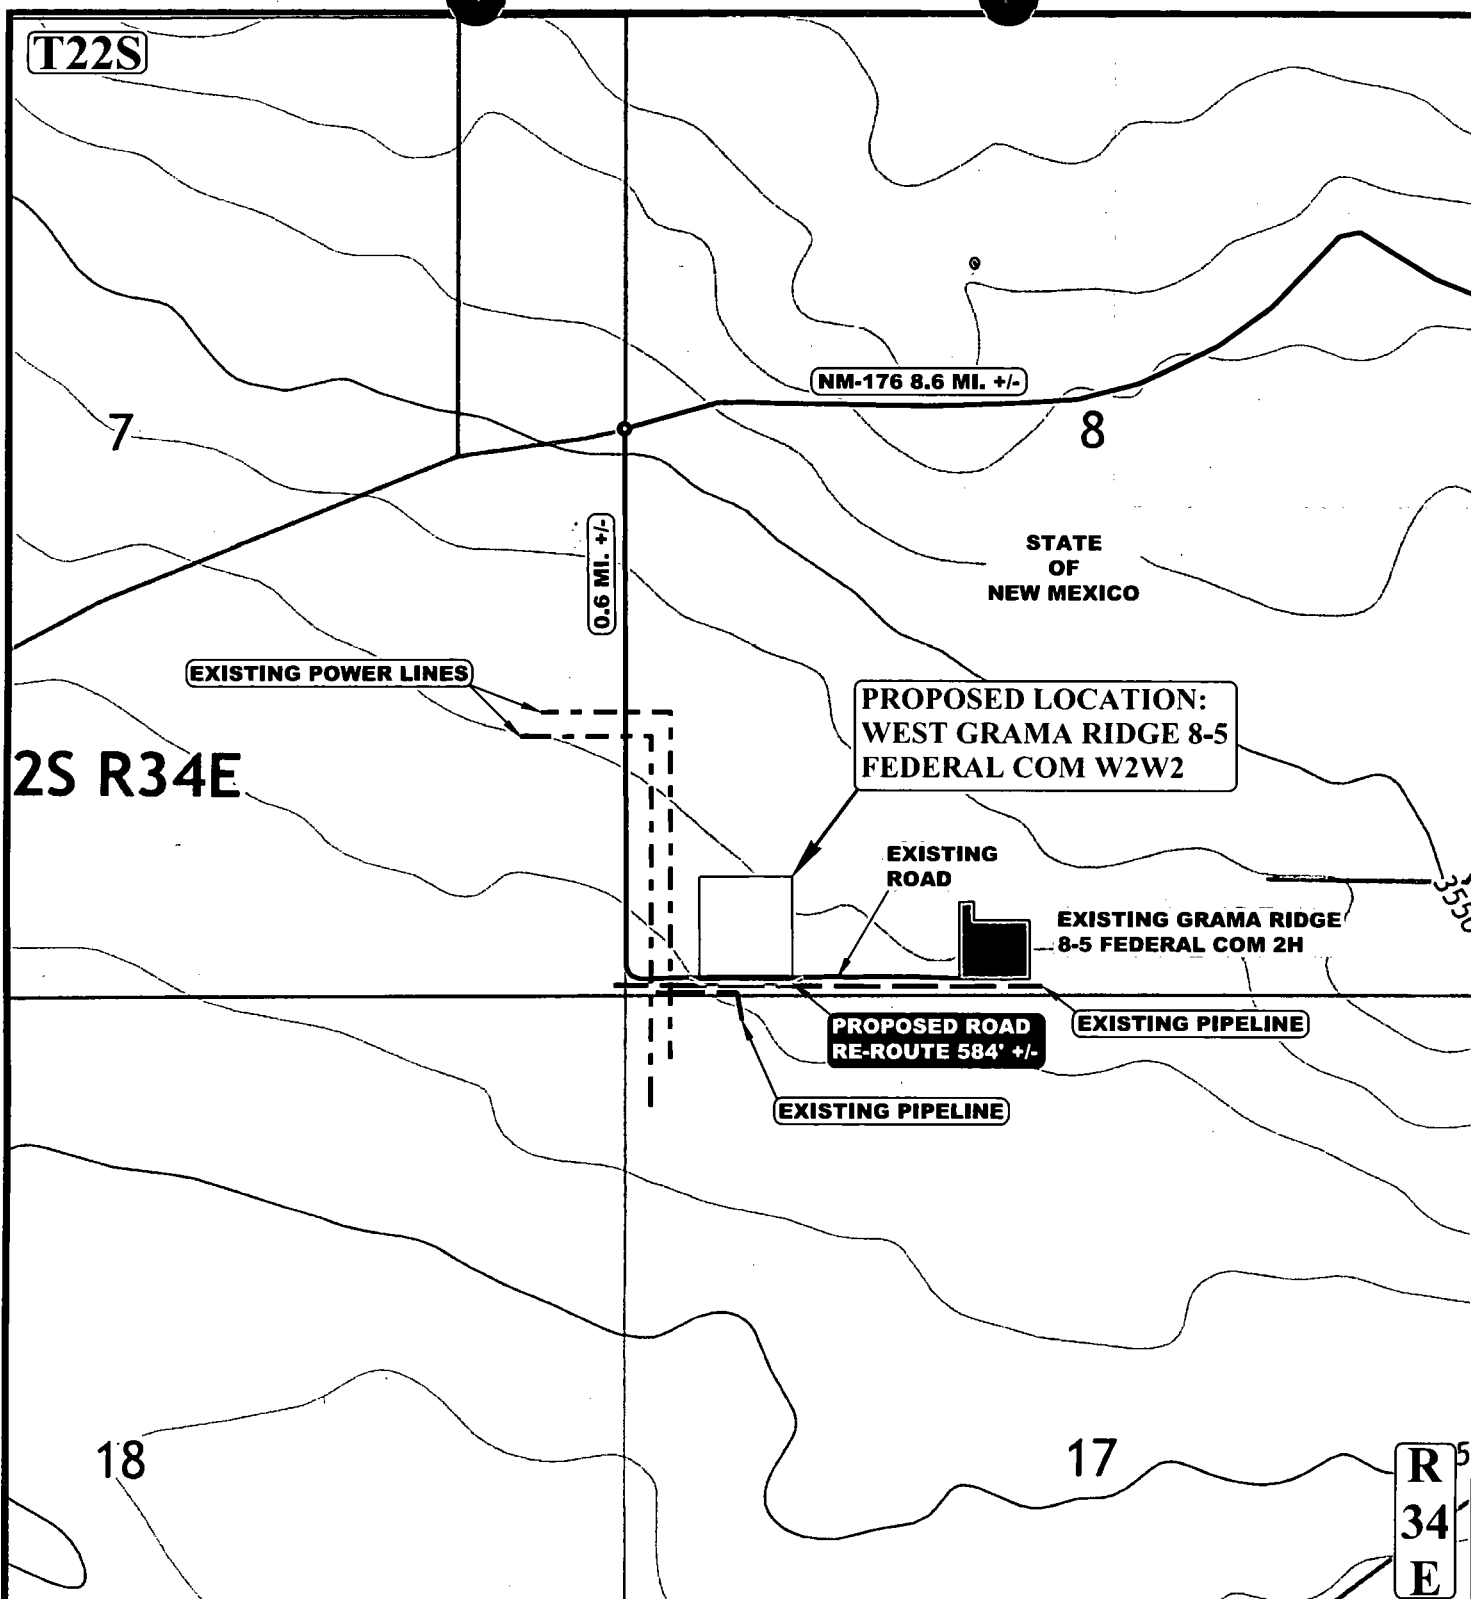 T22S
NM-176 8.6 MI. +/-
7
8
0.6 MI. +/-
STATE
OF
NEW MEXICO
EXISTING POWER LINES
PROPOSED LOCATION:
WEST GRAMA RIDGE 8-5
FEDERAL COM W2W2
2S R34E
EXISTING
ROAD
3550
EXISTING GRAMA RIDGE
8-5 FEDERAL COM 2H
PROPOSED ROAD
RE-ROUTE 584' +/-
EXISTING PIPELINE
EXISTING PIPELINE
18
17
R
34
E
5